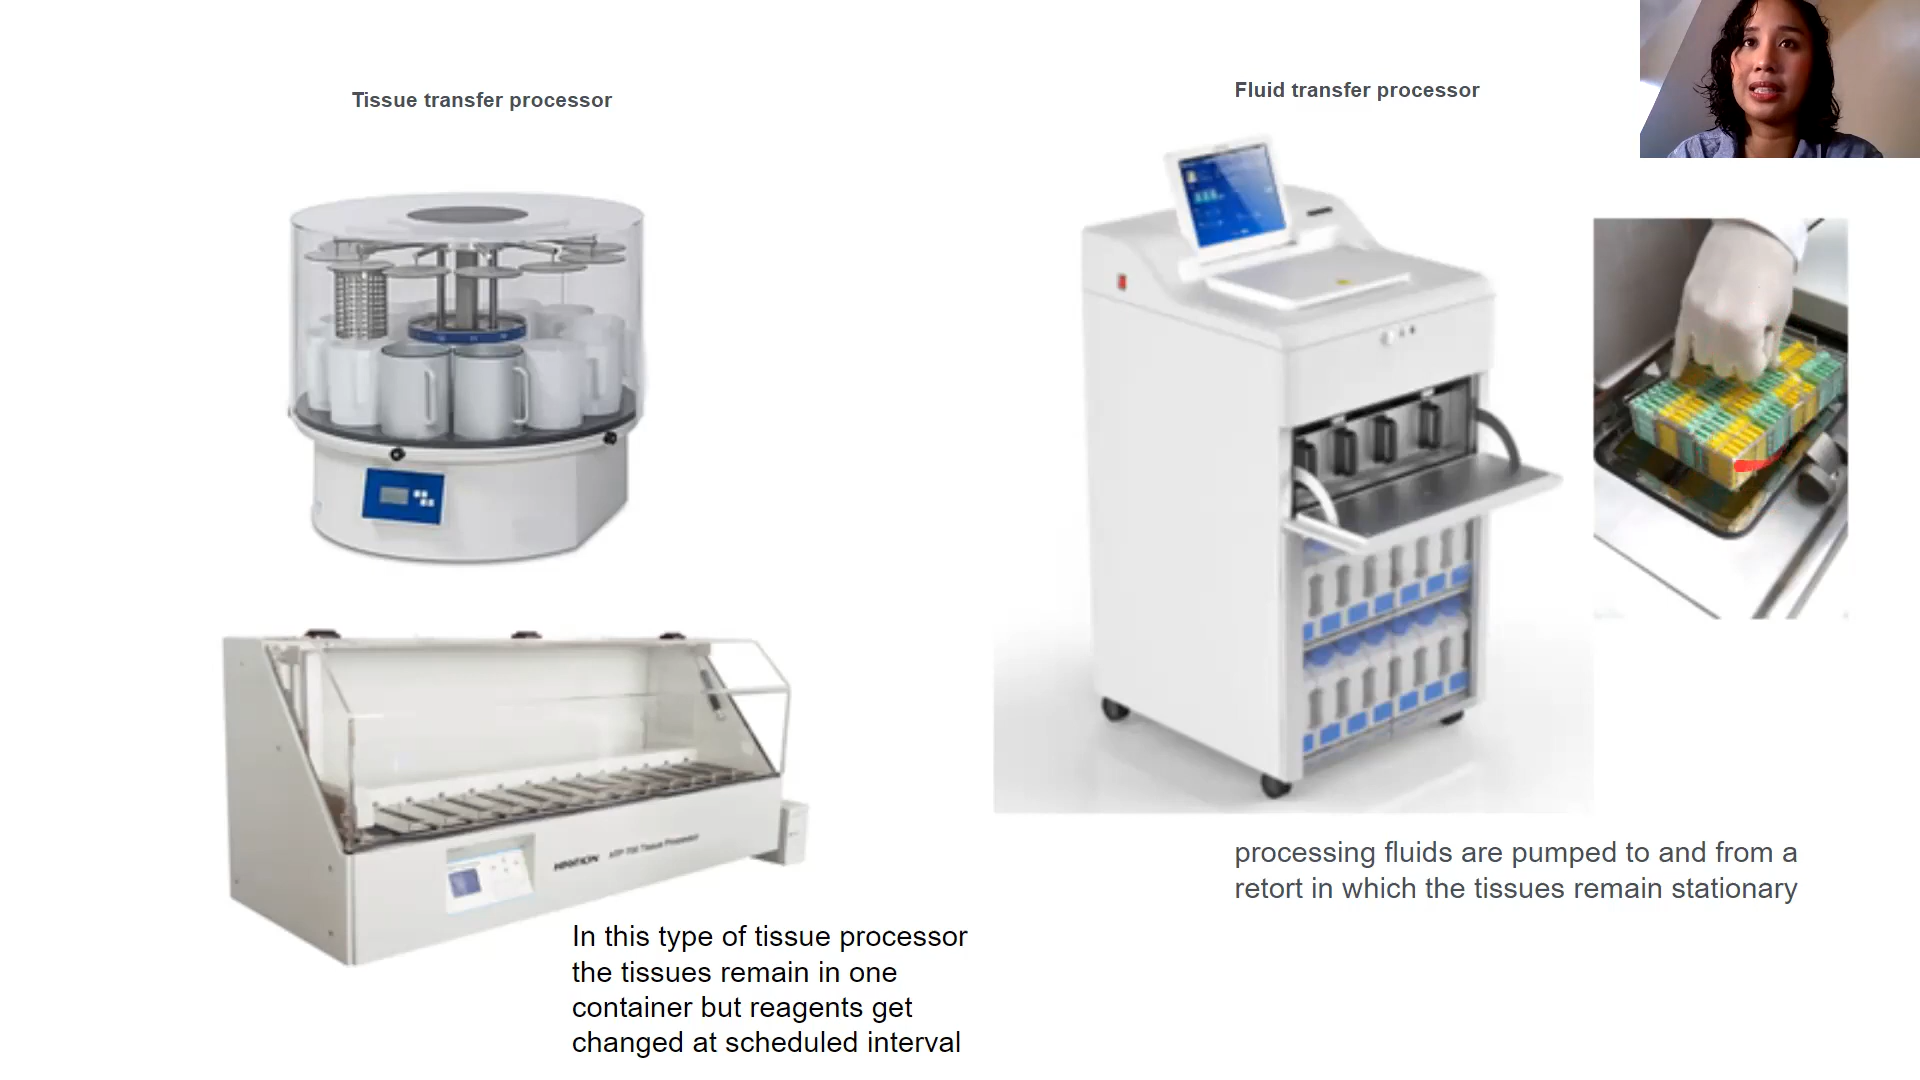 Tissue transfer processor
Fluid transfer processor
Tissue Processor
processing fluids are pumped to and from a
retort in which the tissues remain stationary
In this type of tissue processor
the tissues remain in one
container but reagents get
changed at scheduled interval